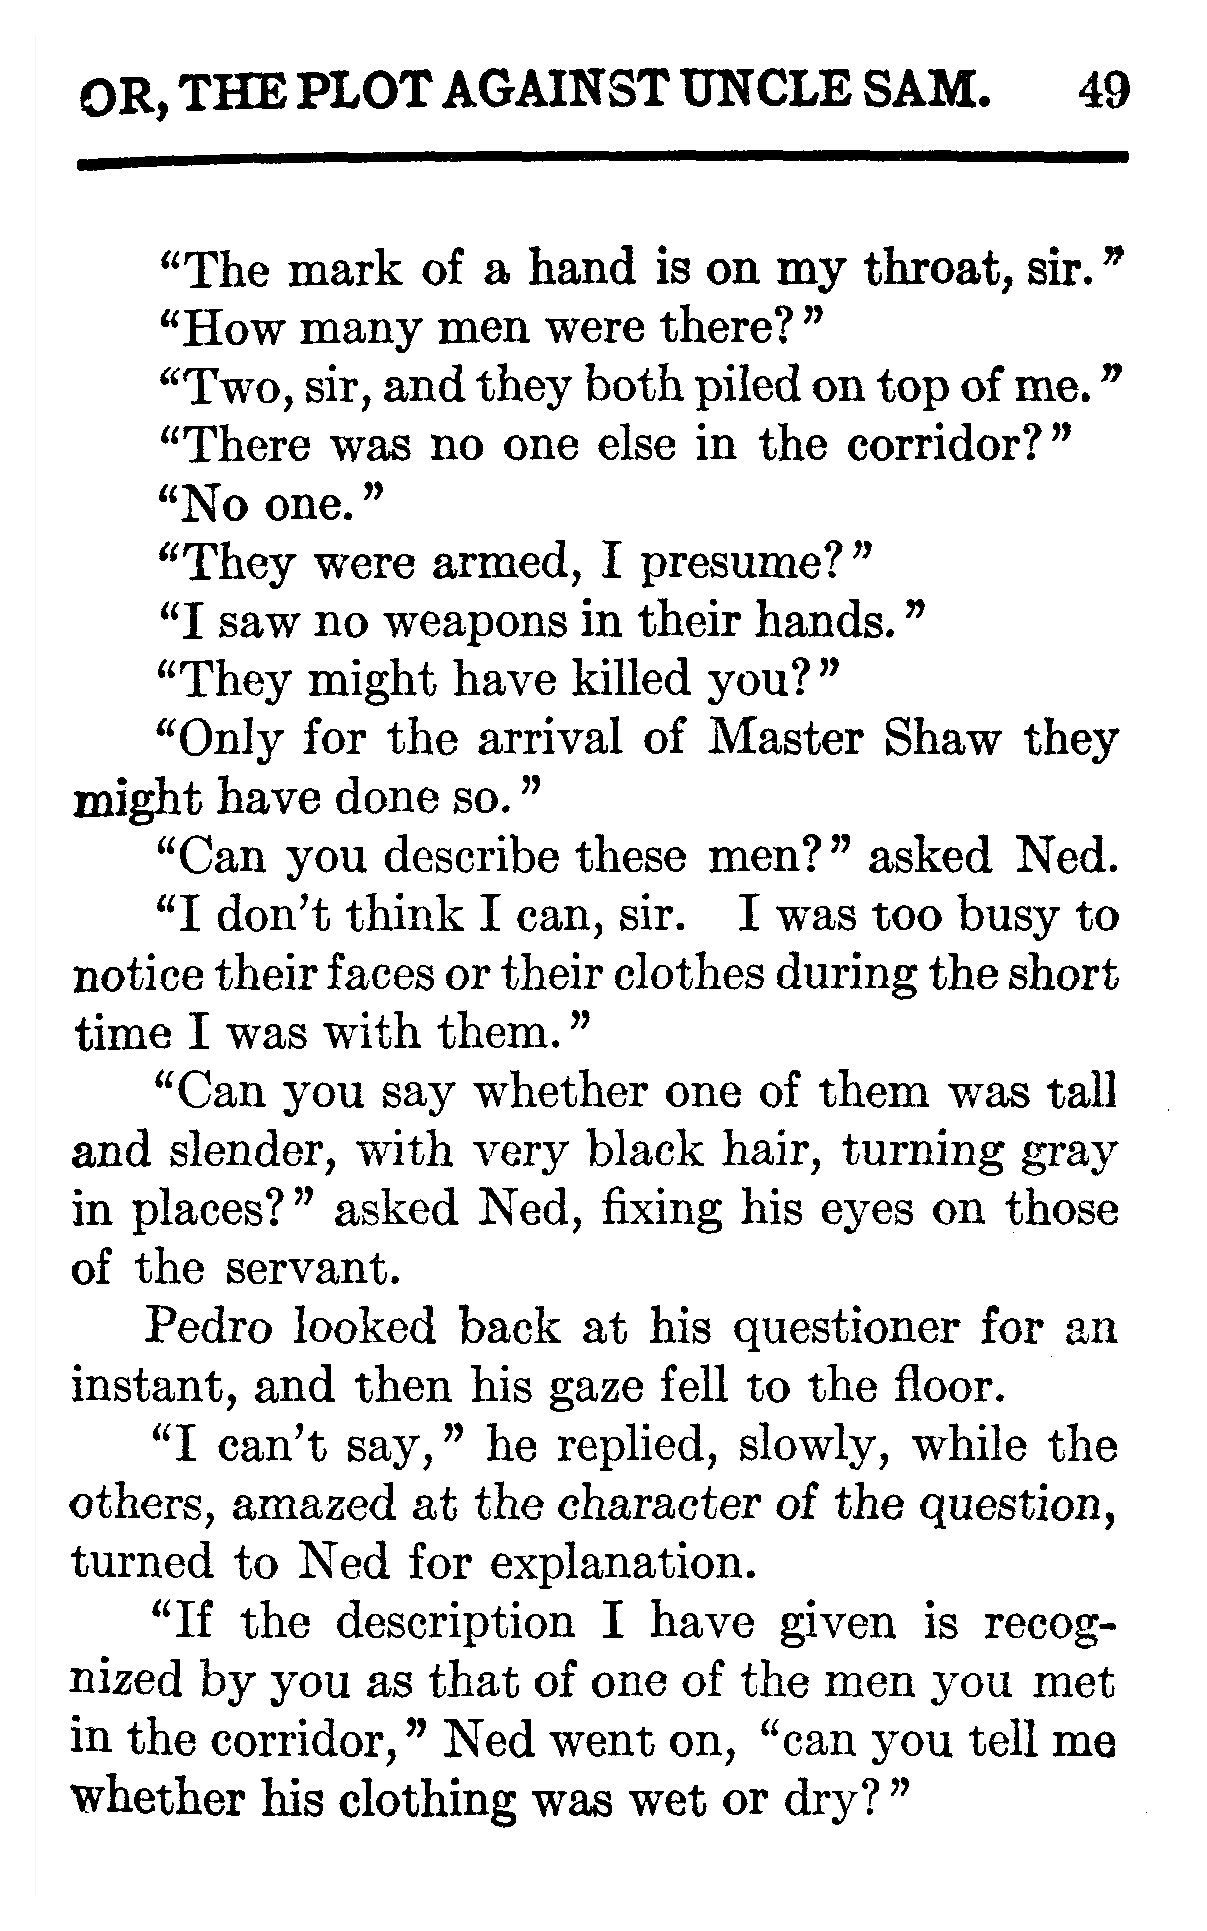 OR, THE PLOT AGAINST UNCLE SAM. 49
“The mark of a hand is on my throat, sir.”
“How many men were there?”
“Two, sir, and they both piled on top of me.”
“There was no one else in the corridor?”
“No one.”
“They were armed, I presume?”
“I saw no weapons in their hands.”
“They might have killed you?”
“Only for the arrival of Master Shaw they
might have done so.”
“Can you describe these men?” asked Ned.
“I don’t think I can, sir. I was too busy to
notice their faces or their clothes during the short
time I was with them.”
“Can you say whether one of them was tall
and slender, with very black hair, turning gray
in places?” asked Ned, fixing his eyes on those
of the servant.
Pedro looked back at his questioner for an
instant, and then his gaze fell to the floor.
“I can’t say,” he replied, slowly, while the
others, amazed at the character of the question,
turned to Ned for explanation.
“If the description I have given is recog-
nized by you as that of one of the men you met
in the corridor,” Ned went on, “can you tell me
whether his clothing was wet or dry?”